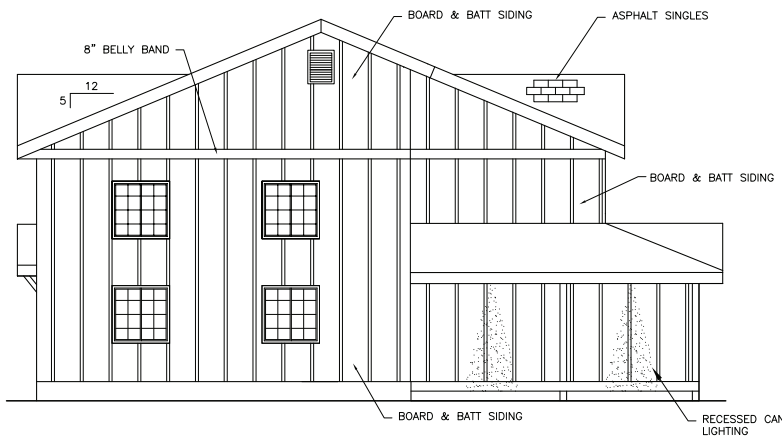 BOARD & BATT SIDING
ASPHALT SINGLES
8" BELLY BAND
12
5
BOARD & BATT SIDING
BOARD & BATT SIDING
RECESSED CAN
LIGHTING